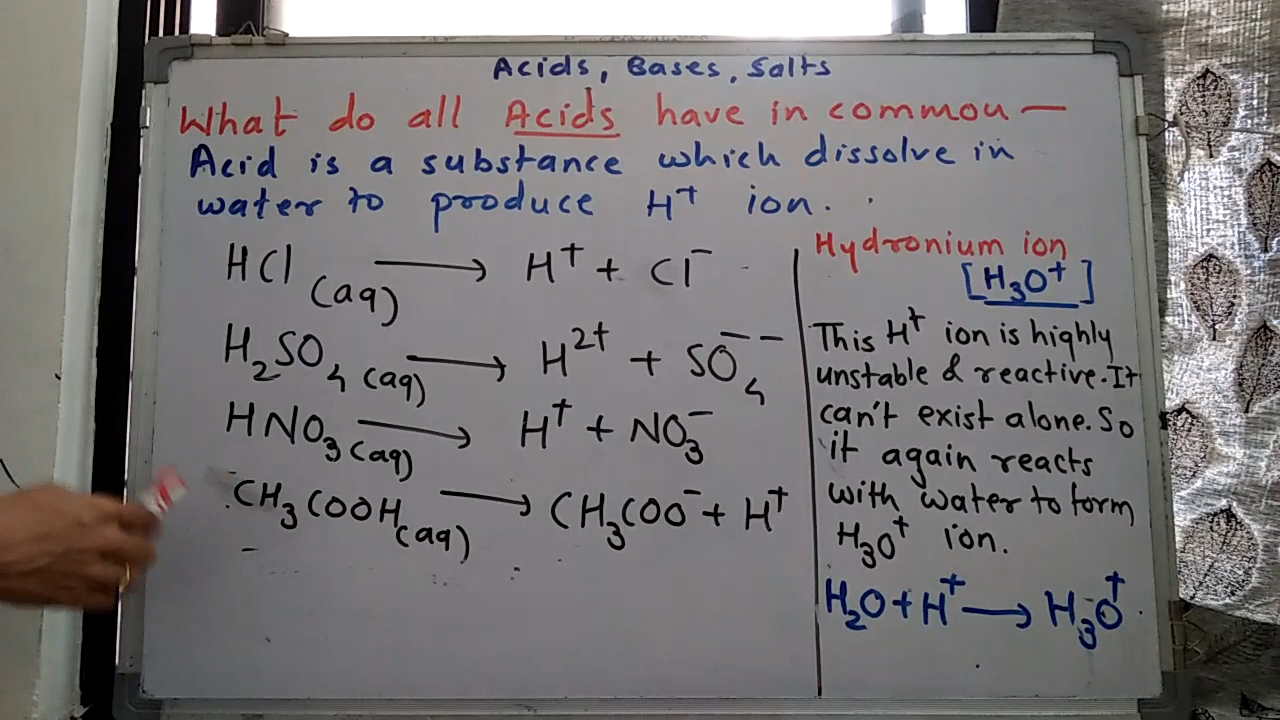 Acids, Bases, Salts
What do all Acids have in common —
Acid is a substance which dissolve in
water to produce H⁺ ion.
HCl (aq) ⟶ H⁺ + Cl⁻
H₂SO₄ (aq) ⟶ H²⁺ + SO₄⁻⁻
HNO₃ (aq) ⟶ H⁺ + NO₃⁻
CH₃COOH (aq) ⟶ CH₃COO⁻ + H⁺
Hydronium ion
[H₃O⁺]
This H⁺ ion is highly
unstable & reactive. It
can't exist alone. So
it again reacts
with water to form
H₃O⁺ ion.
H₂O + H⁺ ⟶ H₃O⁺